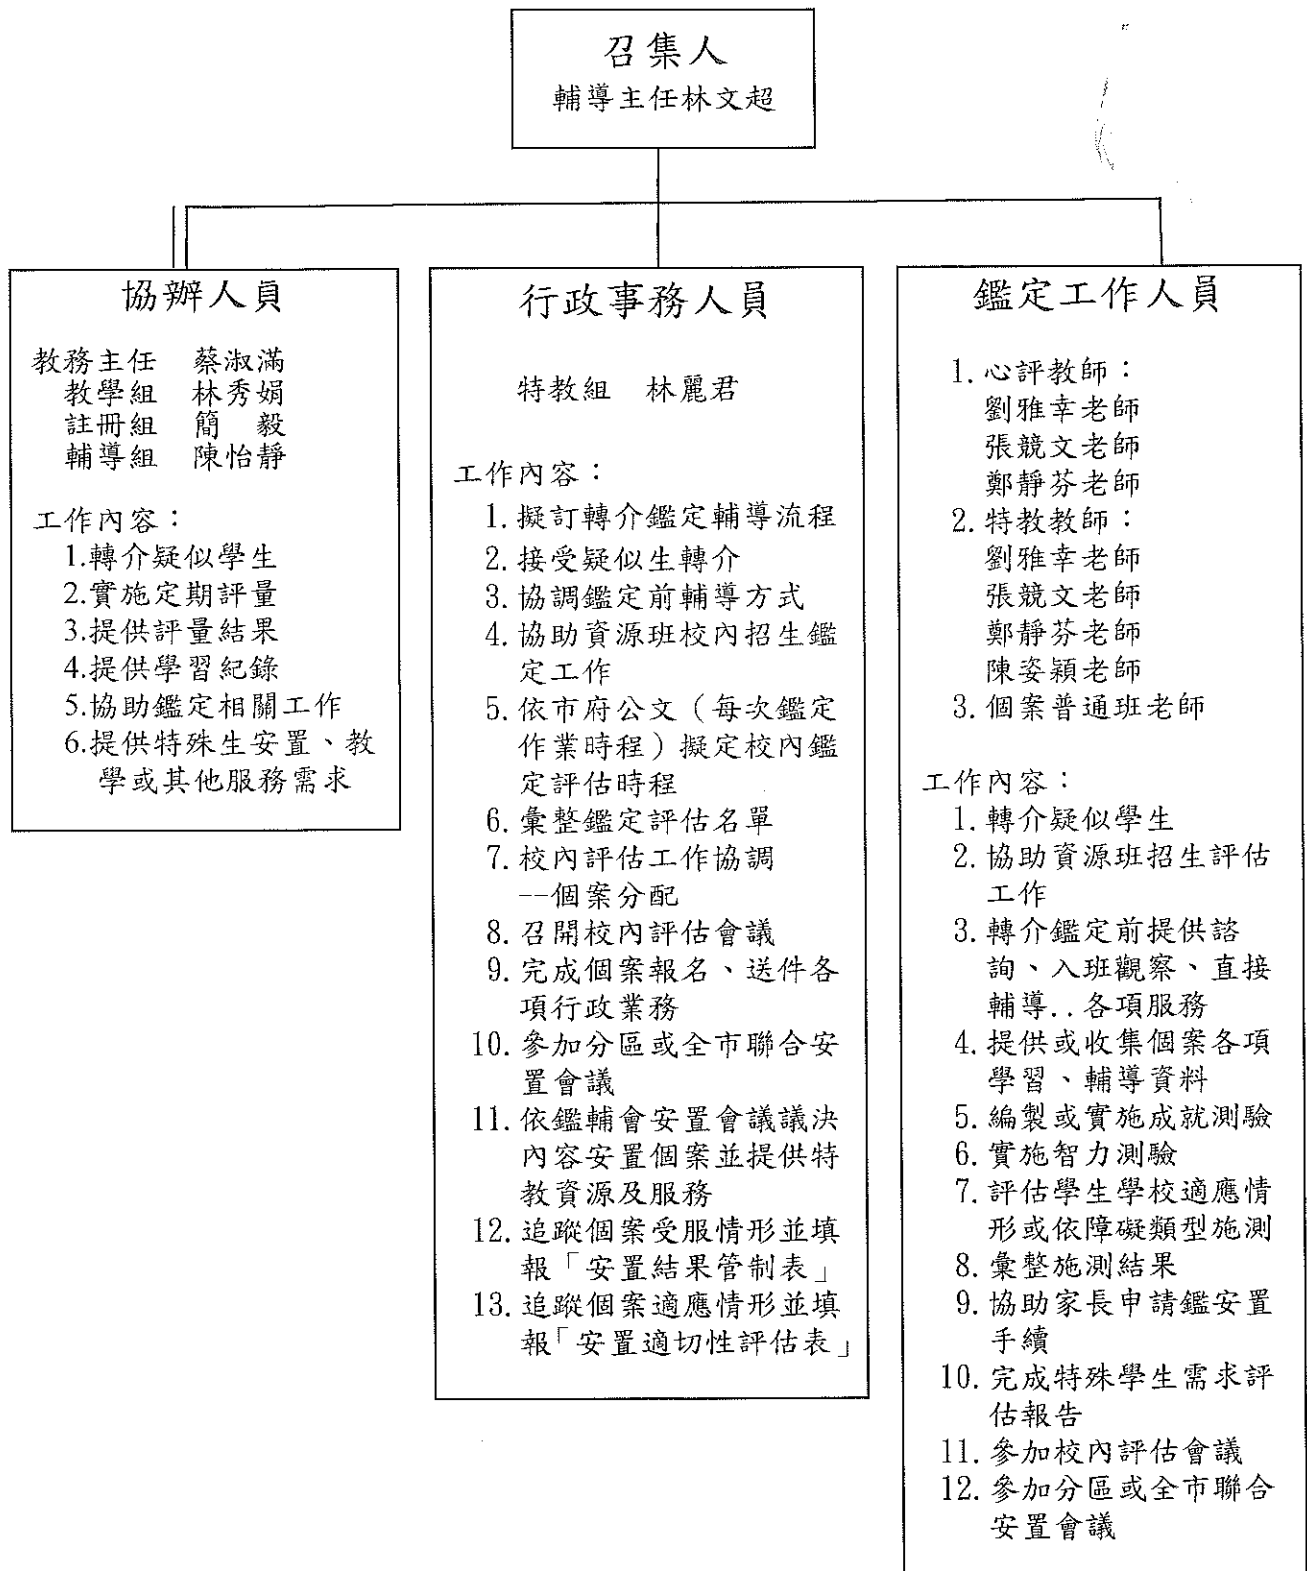 召集人
輔導主任林文超
協辦人員
教務主任　蔡淑滿
教學組　林秀娟
註冊組　簡　毅
輔導組　陳怡靜
工作內容：
1.轉介疑似學生
2.實施定期評量
3.提供評量結果
4.提供學習紀錄
5.協助鑑定相關工作
6.提供特殊生安置、教
學或其他服務需求
行政事務人員
特教組　林麗君
工作內容：
1.擬訂轉介鑑定輔導流程
2.接受疑似生轉介
3.協調鑑定前輔導方式
4.協助資源班校內招生鑑
定工作
5.依市府公文（每次鑑定
作業時程）擬定校內鑑
定評估時程
6.彙整鑑定評估名單
7.校內評估工作協調
--個案分配
8.召開校內評估會議
9.完成個案報名、送件各
項行政業務
10.參加分區或全市聯合安
置會議
11.依鑑輔會安置會議議決
內容安置個案並提供特
教資源及服務
12.追蹤個案受服情形並填
報「安置結果管制表」
13.追蹤個案適應情形並填
報「安置適切性評估表」
鑑定工作人員
1.心評教師：
劉雅幸老師
張競文老師
鄭靜芬老師
2.特教教師：
劉雅幸老師
張競文老師
鄭靜芬老師
陳姿穎老師
3.個案普通班老師
工作內容：
1.轉介疑似學生
2.協助資源班招生評估
工作
3.轉介鑑定前提供諮
詢、入班觀察、直接
輔導..各項服務
4.提供或收集個案各項
學習、輔導資料
5.編製或實施成就測驗
6.實施智力測驗
7.評估學生學校適應情
形或依障礙類型施測
8.彙整施測結果
9.協助家長申請鑑安置
手續
10.完成特殊學生需求評
估報告
11.參加校內評估會議
12.參加分區或全市聯合
安置會議